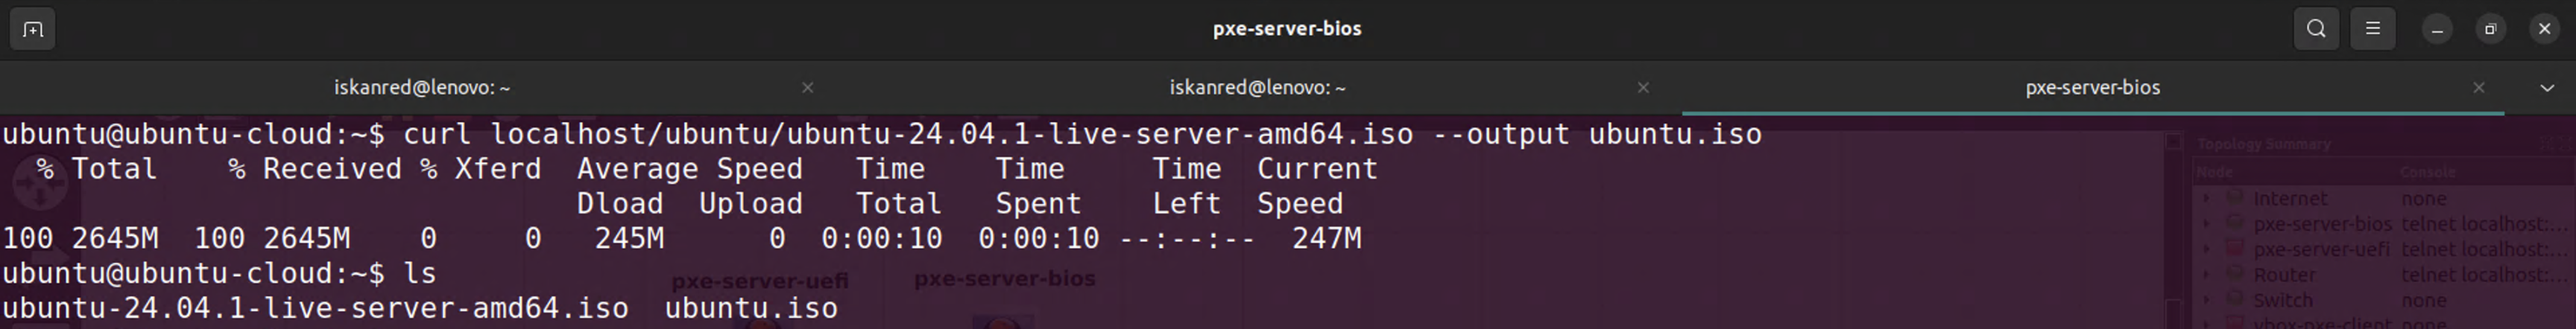 pxe-server-bios
iskanred@lenovo: ~ iskanred@lenovo: ~ pxe-server-bios
ubuntu@ubuntu-cloud:~$ curl localhost/ubuntu/ubuntu-24.04.1-live-server-amd64.iso --output ubuntu.iso
% Total % Received % Xferd Average Speed Time Time Time Current
Dload Upload Total Spent Left Speed
100 2645M 100 2645M 0 0 245M 0 0:00:10 0:00:10 --:--:-- 247M
ubuntu@ubuntu-cloud:~$ ls
ubuntu-24.04.1-live-server-amd64.iso ubuntu.iso
pxe-server-uefi pxe-server-bios
Topology Summary
Node Console
Internet none
pxe-server-bios telnet localhost:...
pxe-server-uefi telnet localhost:...
Router telnet localhost:...
Switch none
vbox-pxe-client none